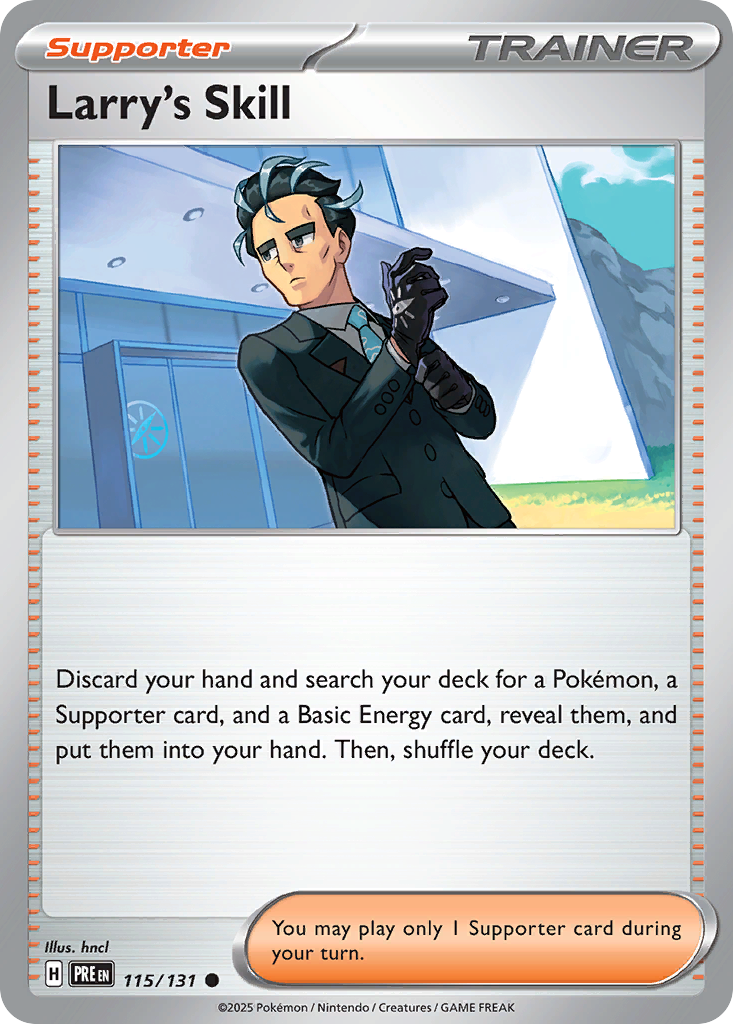 Supporter
TRAINER
Larry's Skill
Discard your hand and search your deck for a Pokémon, a
Supporter card, and a Basic Energy card, reveal them, and
put them into your hand. Then, shuffle your deck.
You may play only 1 Supporter card during
your turn.
Illus. hncl
H PRE EN 115/131
©2025 Pokémon / Nintendo / Creatures / GAME FREAK